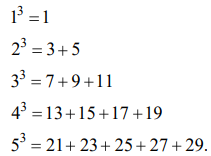 1³ = 1
2³ = 3 + 5
3³ = 7 + 9 + 11
4³ = 13 + 15 + 17 + 19
5³ = 21 + 23 + 25 + 27 + 29.